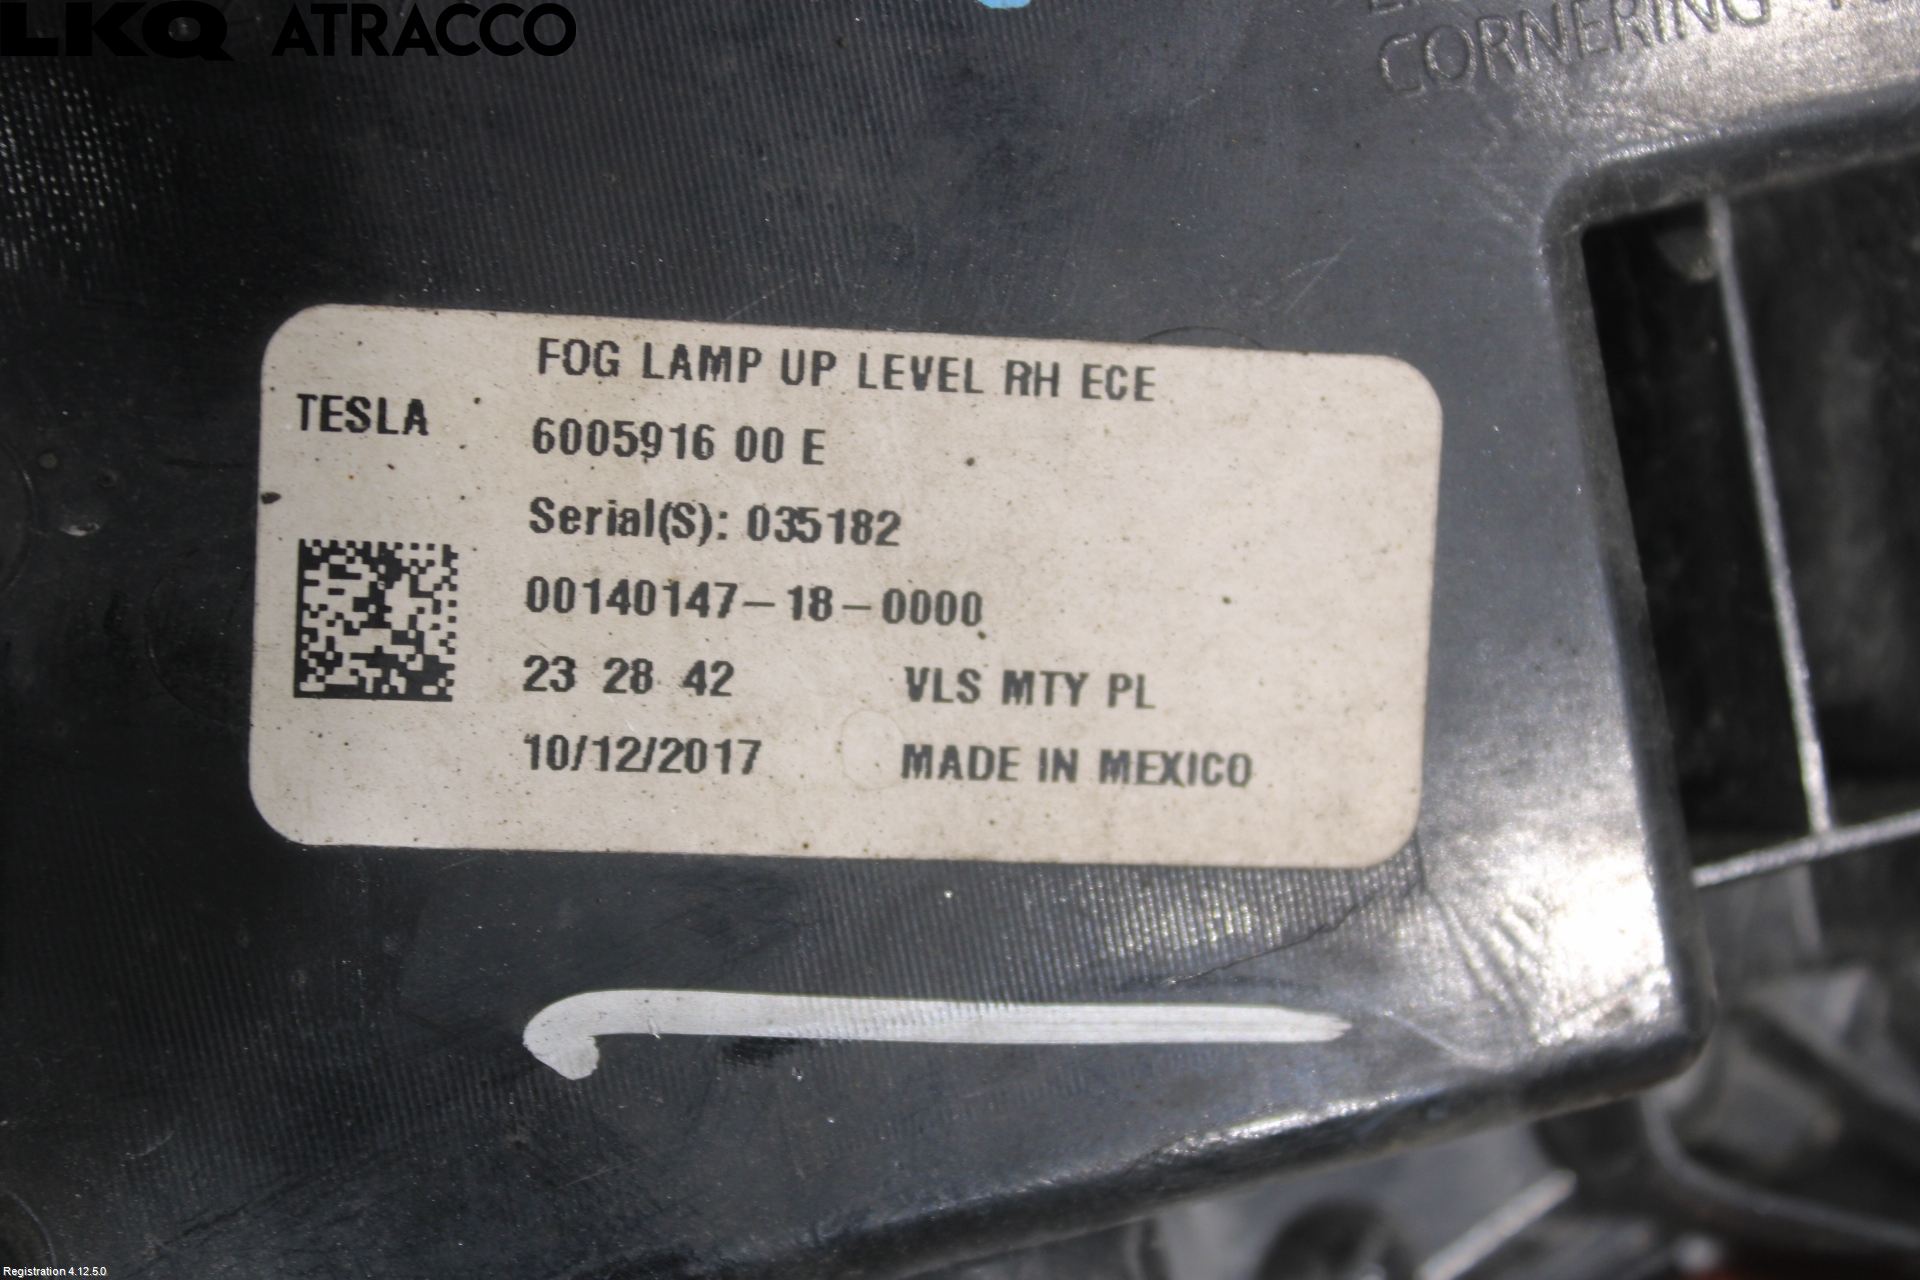 LKQ ATRACCO
CORNERING
FOG LAMP UP LEVEL RH ECE
TESLA
6005916 00 E
Serial(S): 035182
00140147-18-0000
23 28 42 VLS MTY PL
10/12/2017 MADE IN MEXICO
Registration 4.12.5.0